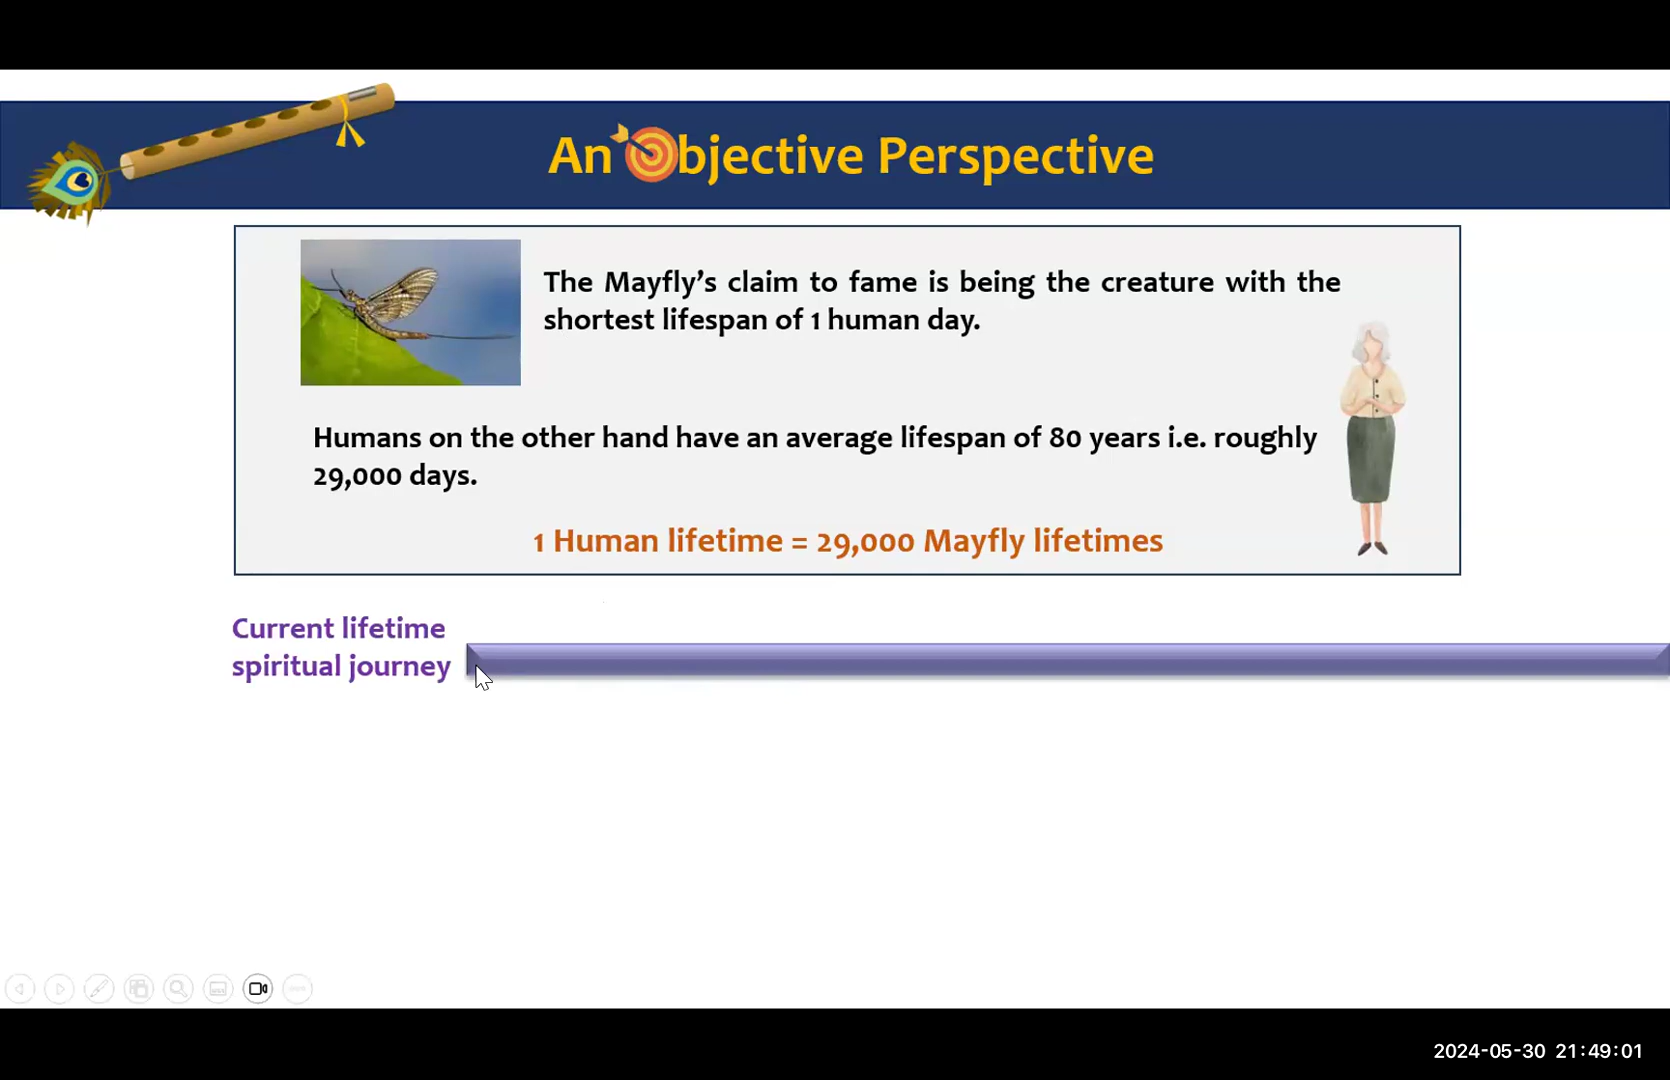 An Objective Perspective
The Mayfly’s claim to fame is being the creature with the
shortest lifespan of 1 human day.
Humans on the other hand have an average lifespan of 80 years i.e. roughly
29,000 days.
1 Human lifetime = 29,000 Mayfly lifetimes
Current lifetime
spiritual journey
2024-05-30 21:49:01